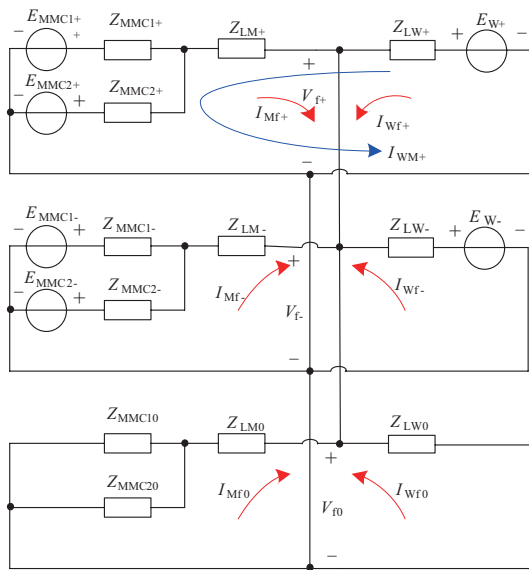 E_MMC1+ Z_MMC1+ Z_LM+ Z_LW+ E_W+
− + + −
E_MMC2+ Z_MMC2+
− + +
V_f+
I_Mf+ I_Wf+
I_WM+
−
E_MMC1- Z_MMC1- Z_LM- Z_LW- E_W-
− + + −
E_MMC2- Z_MMC2- +
− +
I_Mf- V_f- I_Wf-
−
Z_MMC10 Z_LM0 Z_LW0
+
Z_MMC20
I_Mf0 V_f0 I_Wf0
−